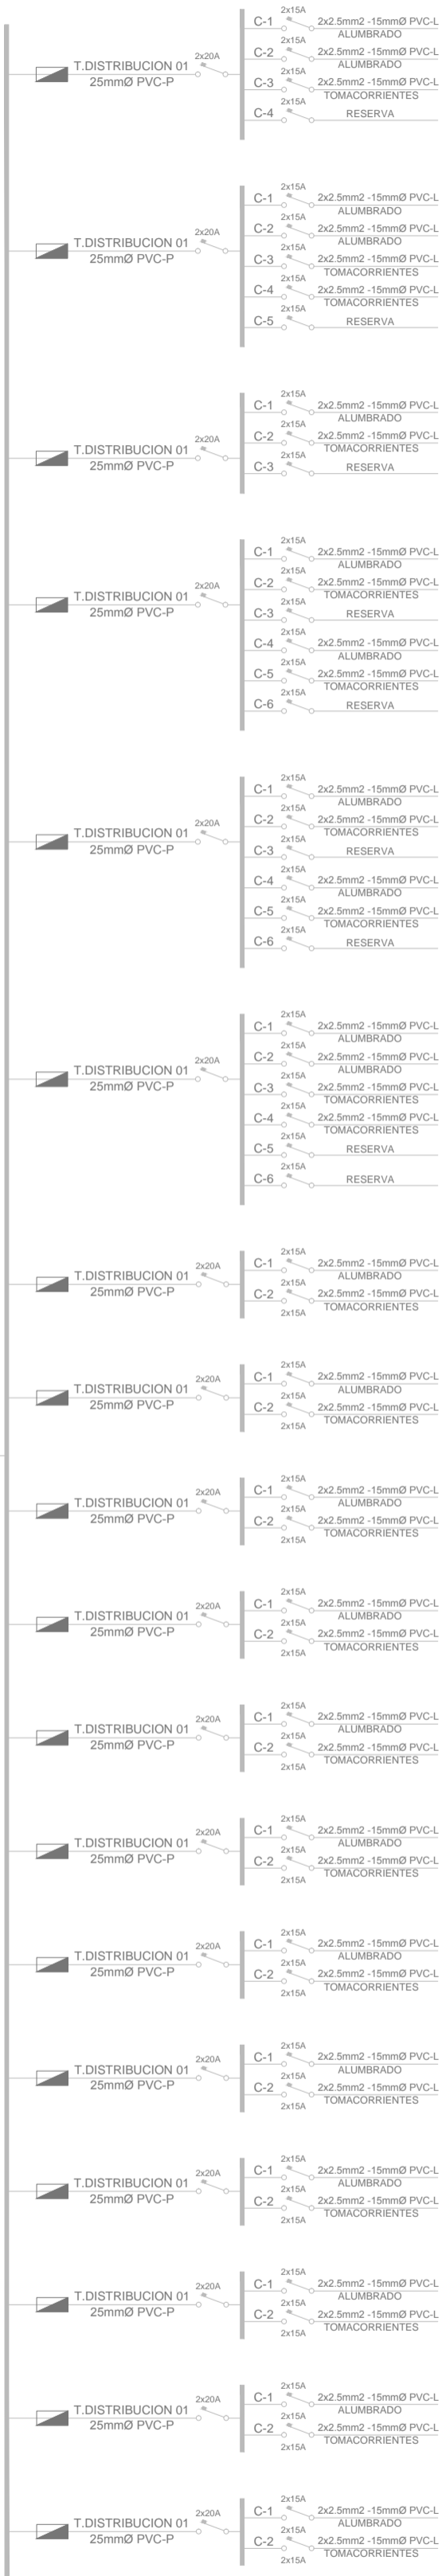 T.DISTRIBUCION 01
25mmØ PVC-P
2x20A
2x15A
C-1 2x2.5mm2 -15mmØ PVC-L
ALUMBRADO
2x15A
C-2 2x2.5mm2 -15mmØ PVC-L
ALUMBRADO
2x15A
C-3 2x2.5mm2 -15mmØ PVC-L
TOMACORRIENTES
2x15A
C-4 RESERVA
T.DISTRIBUCION 01
25mmØ PVC-P
2x20A
2x15A
C-1 2x2.5mm2 -15mmØ PVC-L
ALUMBRADO
2x15A
C-2 2x2.5mm2 -15mmØ PVC-L
ALUMBRADO
2x15A
C-3 2x2.5mm2 -15mmØ PVC-L
TOMACORRIENTES
2x15A
C-4 2x2.5mm2 -15mmØ PVC-L
TOMACORRIENTES
2x15A
C-5 RESERVA
T.DISTRIBUCION 01
25mmØ PVC-P
2x20A
2x15A
C-1 2x2.5mm2 -15mmØ PVC-L
ALUMBRADO
2x15A
C-2 2x2.5mm2 -15mmØ PVC-L
TOMACORRIENTES
2x15A
C-3 RESERVA
T.DISTRIBUCION 01
25mmØ PVC-P
2x20A
2x15A
C-1 2x2.5mm2 -15mmØ PVC-L
ALUMBRADO
2x15A
C-2 2x2.5mm2 -15mmØ PVC-L
TOMACORRIENTES
2x15A
C-3 RESERVA
2x15A
C-4 2x2.5mm2 -15mmØ PVC-L
ALUMBRADO
2x15A
C-5 2x2.5mm2 -15mmØ PVC-L
TOMACORRIENTES
2x15A
C-6 RESERVA
T.DISTRIBUCION 01
25mmØ PVC-P
2x20A
2x15A
C-1 2x2.5mm2 -15mmØ PVC-L
ALUMBRADO
2x15A
C-2 2x2.5mm2 -15mmØ PVC-L
TOMACORRIENTES
2x15A
C-3 RESERVA
2x15A
C-4 2x2.5mm2 -15mmØ PVC-L
ALUMBRADO
2x15A
C-5 2x2.5mm2 -15mmØ PVC-L
TOMACORRIENTES
2x15A
C-6 RESERVA
T.DISTRIBUCION 01
25mmØ PVC-P
2x20A
2x15A
C-1 2x2.5mm2 -15mmØ PVC-L
ALUMBRADO
2x15A
C-2 2x2.5mm2 -15mmØ PVC-L
ALUMBRADO
2x15A
C-3 2x2.5mm2 -15mmØ PVC-L
TOMACORRIENTES
2x15A
C-4 2x2.5mm2 -15mmØ PVC-L
TOMACORRIENTES
2x15A
C-5 RESERVA
2x15A
C-6 RESERVA
T.DISTRIBUCION 01
25mmØ PVC-P
2x20A
2x15A
C-1 2x2.5mm2 -15mmØ PVC-L
ALUMBRADO
2x15A
C-2 2x2.5mm2 -15mmØ PVC-L
TOMACORRIENTES
2x15A
T.DISTRIBUCION 01
25mmØ PVC-P
2x20A
2x15A
C-1 2x2.5mm2 -15mmØ PVC-L
ALUMBRADO
2x15A
C-2 2x2.5mm2 -15mmØ PVC-L
TOMACORRIENTES
2x15A
T.DISTRIBUCION 01
25mmØ PVC-P
2x20A
2x15A
C-1 2x2.5mm2 -15mmØ PVC-L
ALUMBRADO
2x15A
C-2 2x2.5mm2 -15mmØ PVC-L
TOMACORRIENTES
2x15A
T.DISTRIBUCION 01
25mmØ PVC-P
2x20A
2x15A
C-1 2x2.5mm2 -15mmØ PVC-L
ALUMBRADO
2x15A
C-2 2x2.5mm2 -15mmØ PVC-L
TOMACORRIENTES
2x15A
T.DISTRIBUCION 01
25mmØ PVC-P
2x20A
2x15A
C-1 2x2.5mm2 -15mmØ PVC-L
ALUMBRADO
2x15A
C-2 2x2.5mm2 -15mmØ PVC-L
TOMACORRIENTES
2x15A
T.DISTRIBUCION 01
25mmØ PVC-P
2x20A
2x15A
C-1 2x2.5mm2 -15mmØ PVC-L
ALUMBRADO
2x15A
C-2 2x2.5mm2 -15mmØ PVC-L
TOMACORRIENTES
2x15A
T.DISTRIBUCION 01
25mmØ PVC-P
2x20A
2x15A
C-1 2x2.5mm2 -15mmØ PVC-L
ALUMBRADO
2x15A
C-2 2x2.5mm2 -15mmØ PVC-L
TOMACORRIENTES
2x15A
T.DISTRIBUCION 01
25mmØ PVC-P
2x20A
2x15A
C-1 2x2.5mm2 -15mmØ PVC-L
ALUMBRADO
2x15A
C-2 2x2.5mm2 -15mmØ PVC-L
TOMACORRIENTES
2x15A
T.DISTRIBUCION 01
25mmØ PVC-P
2x20A
2x15A
C-1 2x2.5mm2 -15mmØ PVC-L
ALUMBRADO
2x15A
C-2 2x2.5mm2 -15mmØ PVC-L
TOMACORRIENTES
2x15A
T.DISTRIBUCION 01
25mmØ PVC-P
2x20A
2x15A
C-1 2x2.5mm2 -15mmØ PVC-L
ALUMBRADO
2x15A
C-2 2x2.5mm2 -15mmØ PVC-L
TOMACORRIENTES
2x15A
T.DISTRIBUCION 01
25mmØ PVC-P
2x20A
2x15A
C-1 2x2.5mm2 -15mmØ PVC-L
ALUMBRADO
2x15A
C-2 2x2.5mm2 -15mmØ PVC-L
TOMACORRIENTES
2x15A
T.DISTRIBUCION 01
25mmØ PVC-P
2x20A
2x15A
C-1 2x2.5mm2 -15mmØ PVC-L
ALUMBRADO
2x15A
C-2 2x2.5mm2 -15mmØ PVC-L
TOMACORRIENTES
2x15A